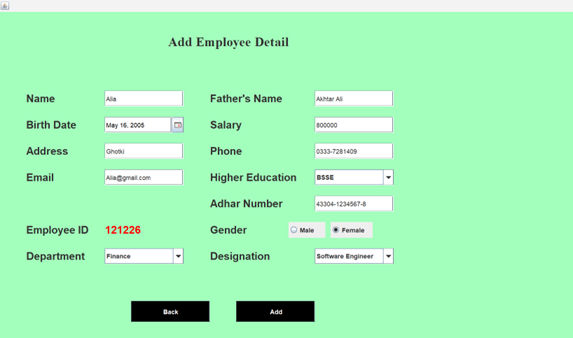 Add Employee Detail
Name Alia Father's Name Akhtar Ali
Birth Date May 16, 2005 Salary 800000
Address Ghotki Phone 0333-7281409
Email Alia@gmail.com Higher Education BSSE
Adhar Number 43304-1234567-8
Employee ID 121226 Gender Male Female
Department Finance Designation Software Engineer
Back Add